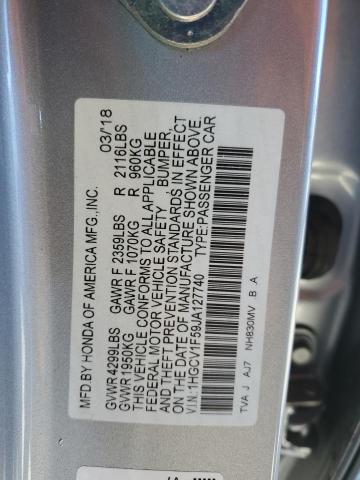 MFD.BY HONDA OF AMERICA MFG.,INC. 03/'18
GVWR 4299LBS GAWR F 2359LBS R 2116LBS
GVWR 1950KG GAWR F 1070KG R 960KG
THIS VEHICLE CONFORMS TO ALL APPLICABLE
FEDERAL MOTOR VEHICLE SAFETY, BUMPER,
AND THEFT PREVENTION STANDARDS IN EFFECT
ON THE DATE OF MANUFACTURE SHOWN ABOVE.
V.I.N.:1HGCV1F59JA127740 TYPE:PASSENGER CAR
TVA J AJ7 NH830MV B .A